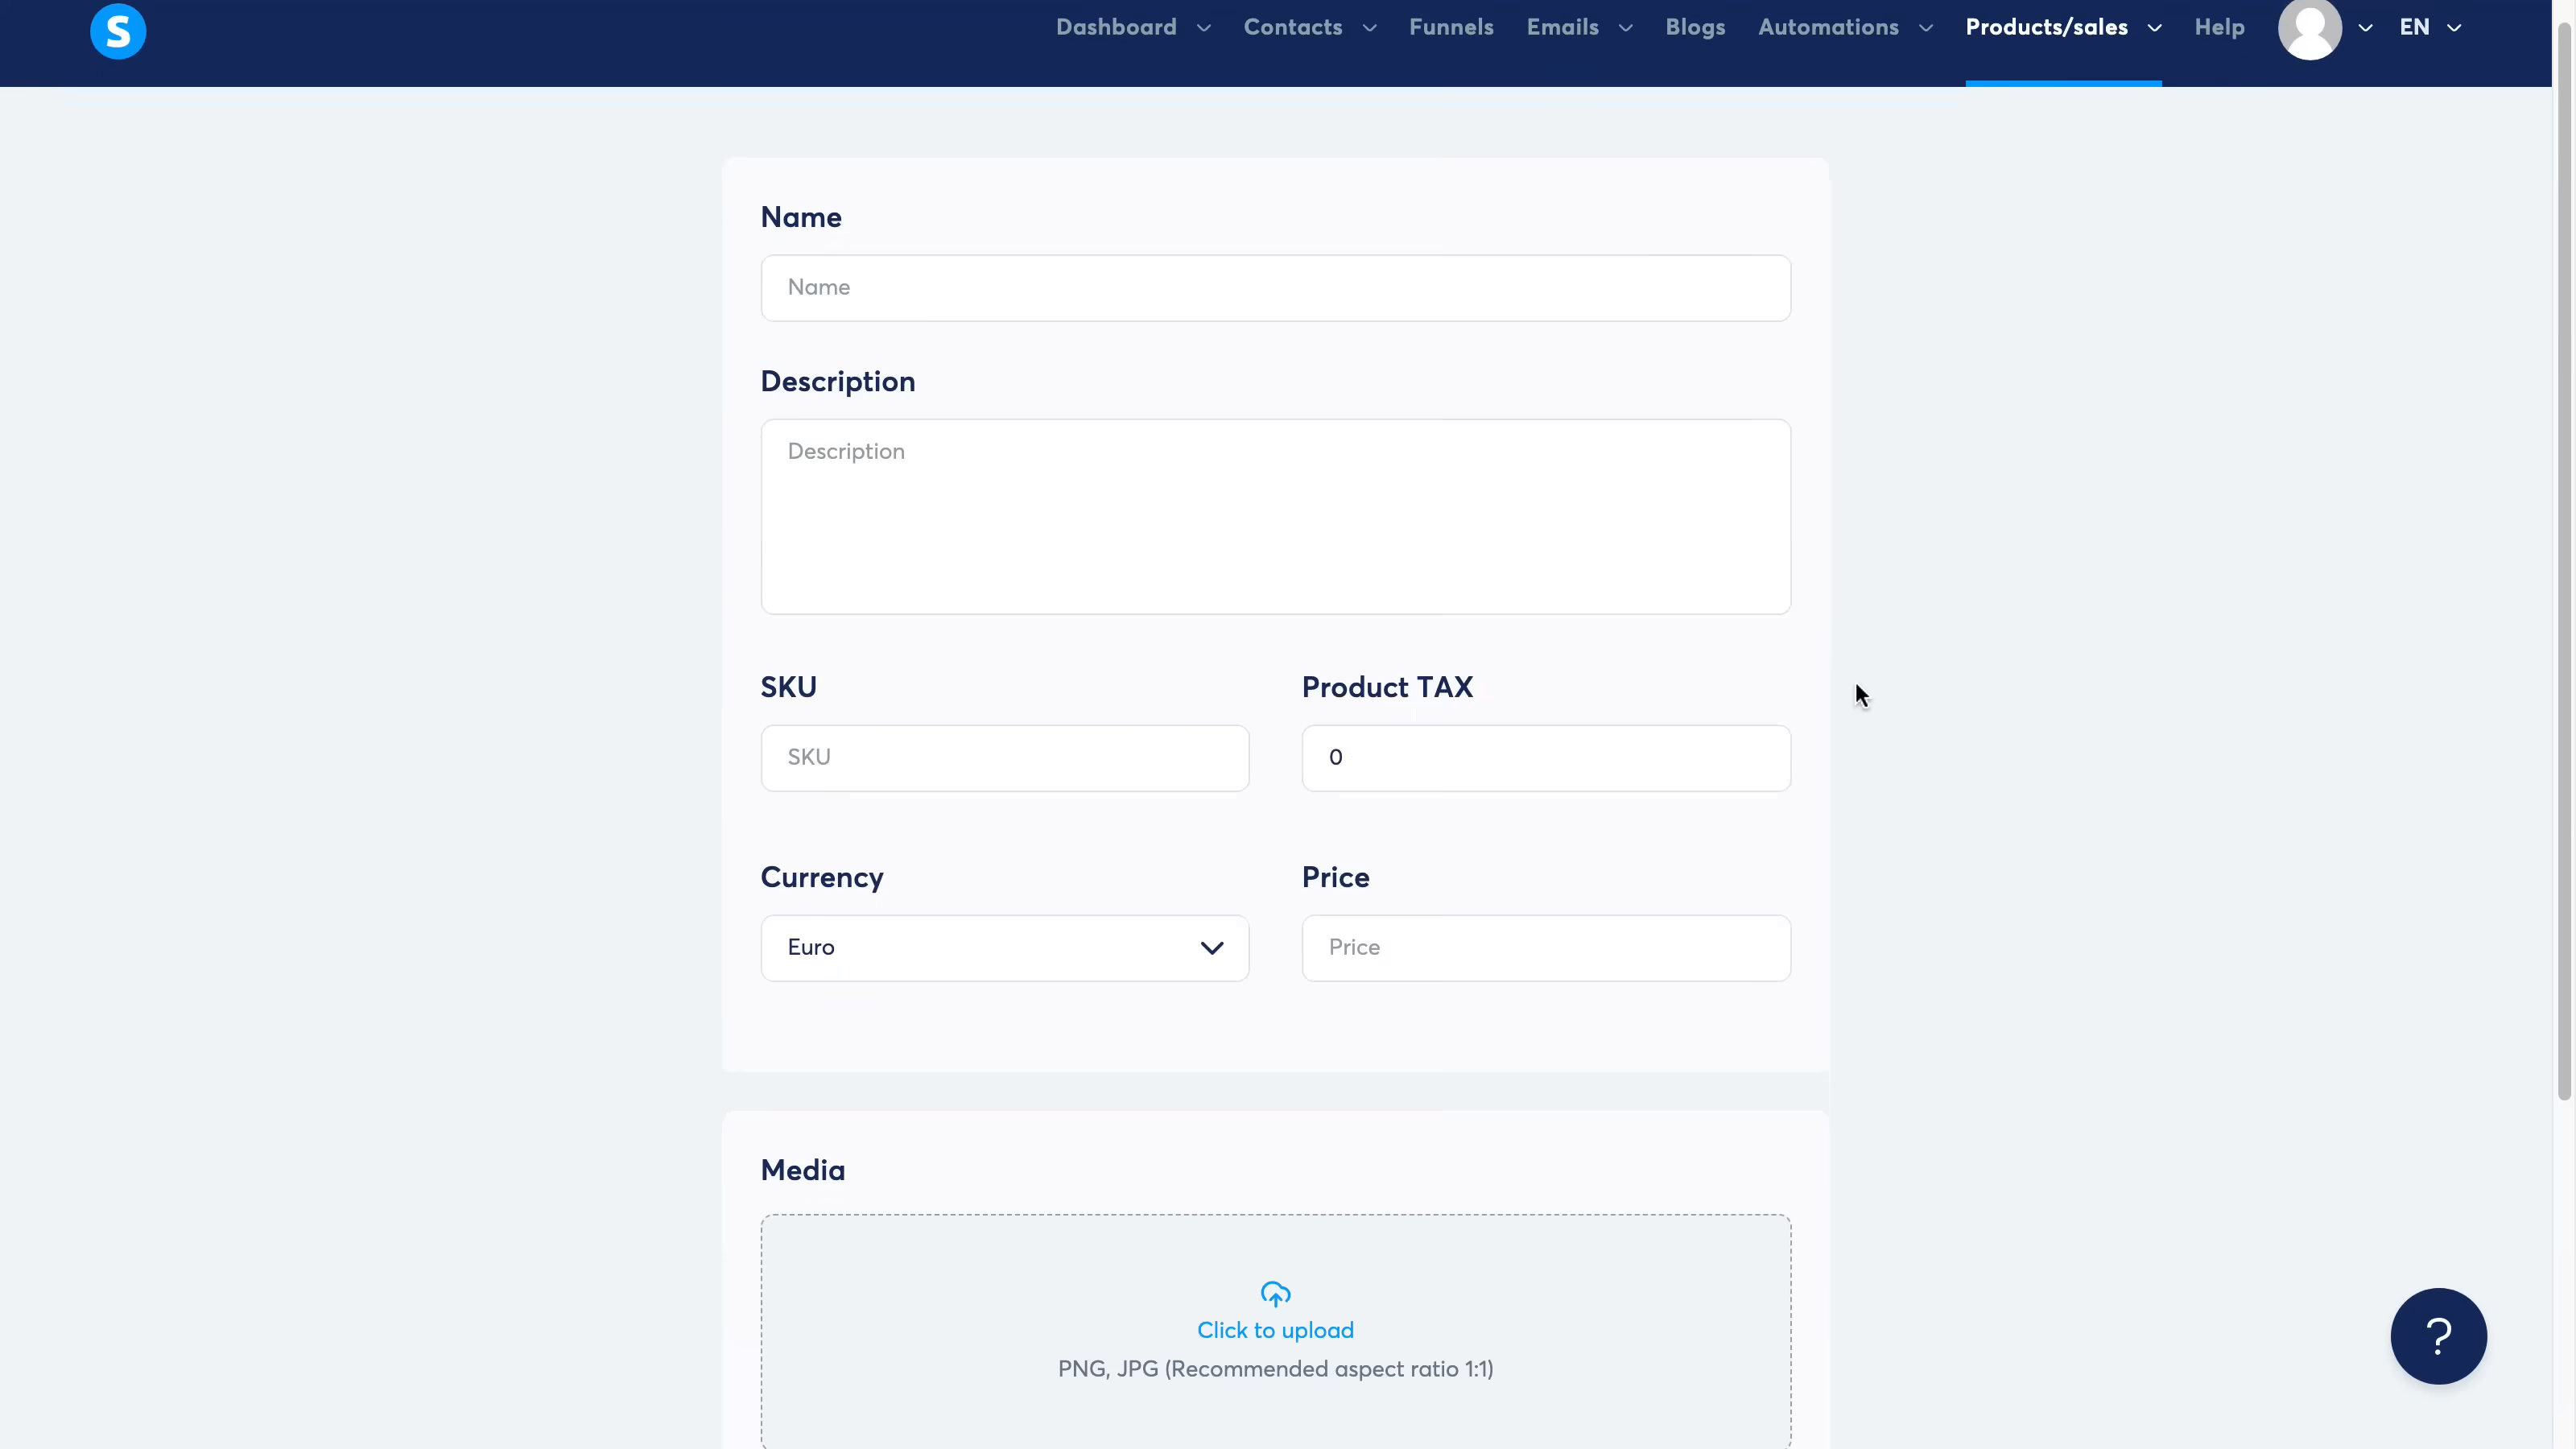 S Dashboard Contacts Funnels Emails Blogs Automations Products/sales Help EN
Name
Name
Description
Description
SKU Product TAX
SKU 0
Currency Price
Euro Price
Media
Click to upload
PNG, JPG (Recommended aspect ratio 1:1)
?